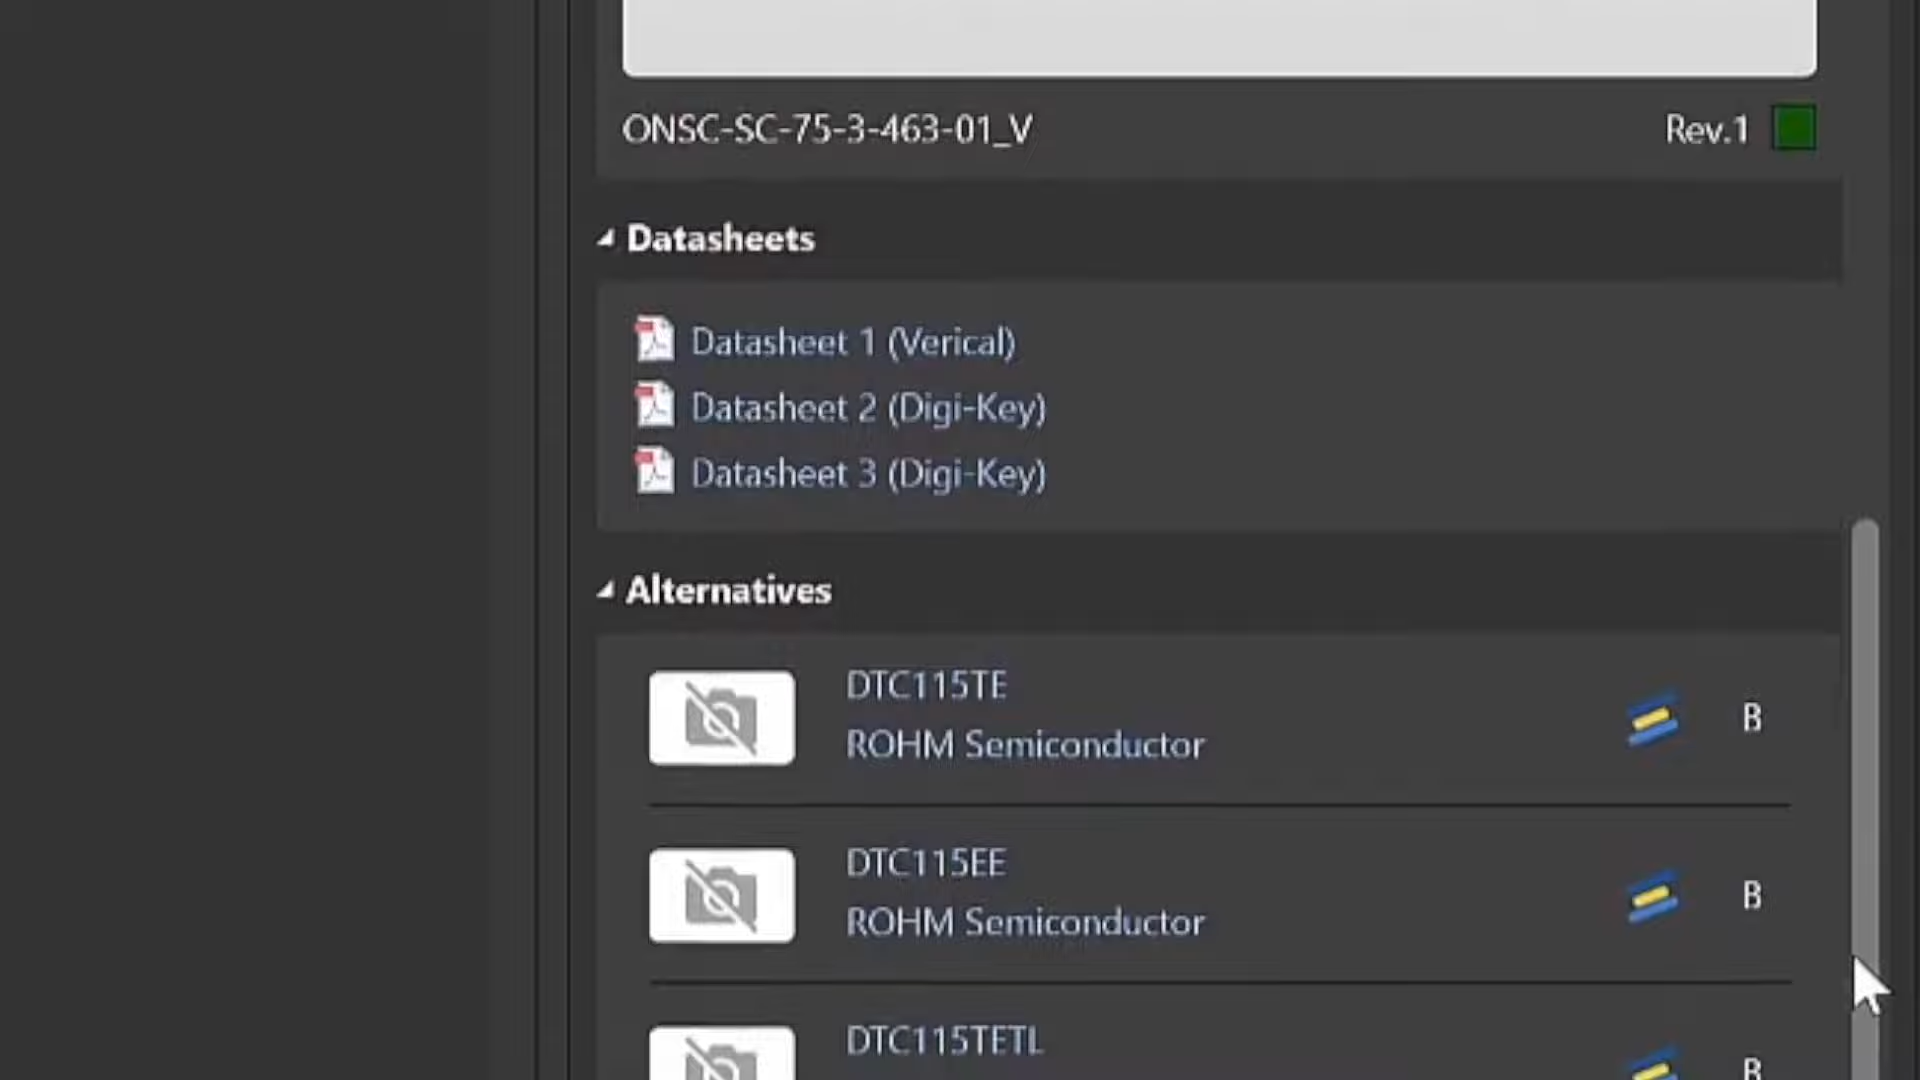 ONSC-SC-75-3-463-01_V
Rev.1
Datasheets
Datasheet 1 (Verical)
Datasheet 2 (Digi-Key)
Datasheet 3 (Digi-Key)
Alternatives
DTC115TE
ROHM Semiconductor
B
DTC115EE
ROHM Semiconductor
B
DTC115TETL
B